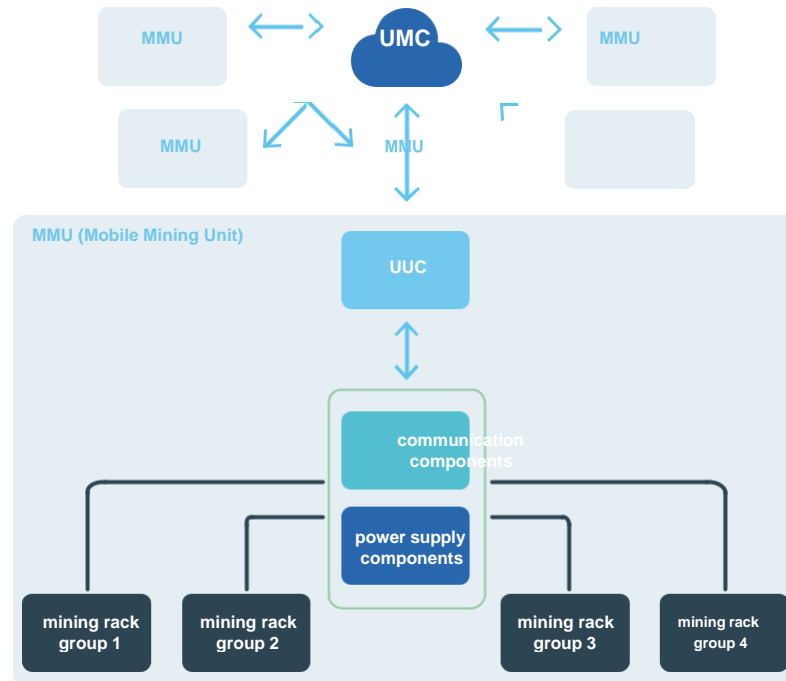 MMU
UMC
MMU
MMU
MMU
MMU (Mobile Mining Unit)
UUC
communication
components
power supply
components
mining rack
group 1
mining rack
group 2
mining rack
group 3
mining rack
group 4